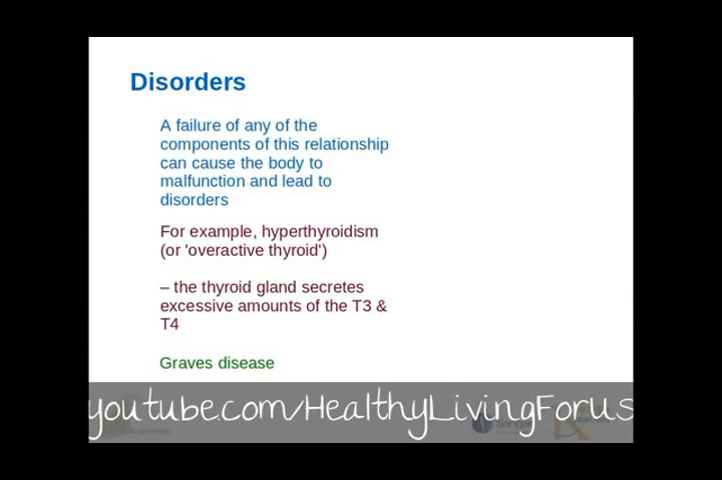 Disorders
A failure of any of the
components of this relationship
can cause the body to
malfunction and lead to
disorders
For example, hyperthyroidism
(or 'overactive thyroid')
– the thyroid gland secretes
excessive amounts of the T3 &
T4
Graves disease
youtube.com/HealthyLivingForUs